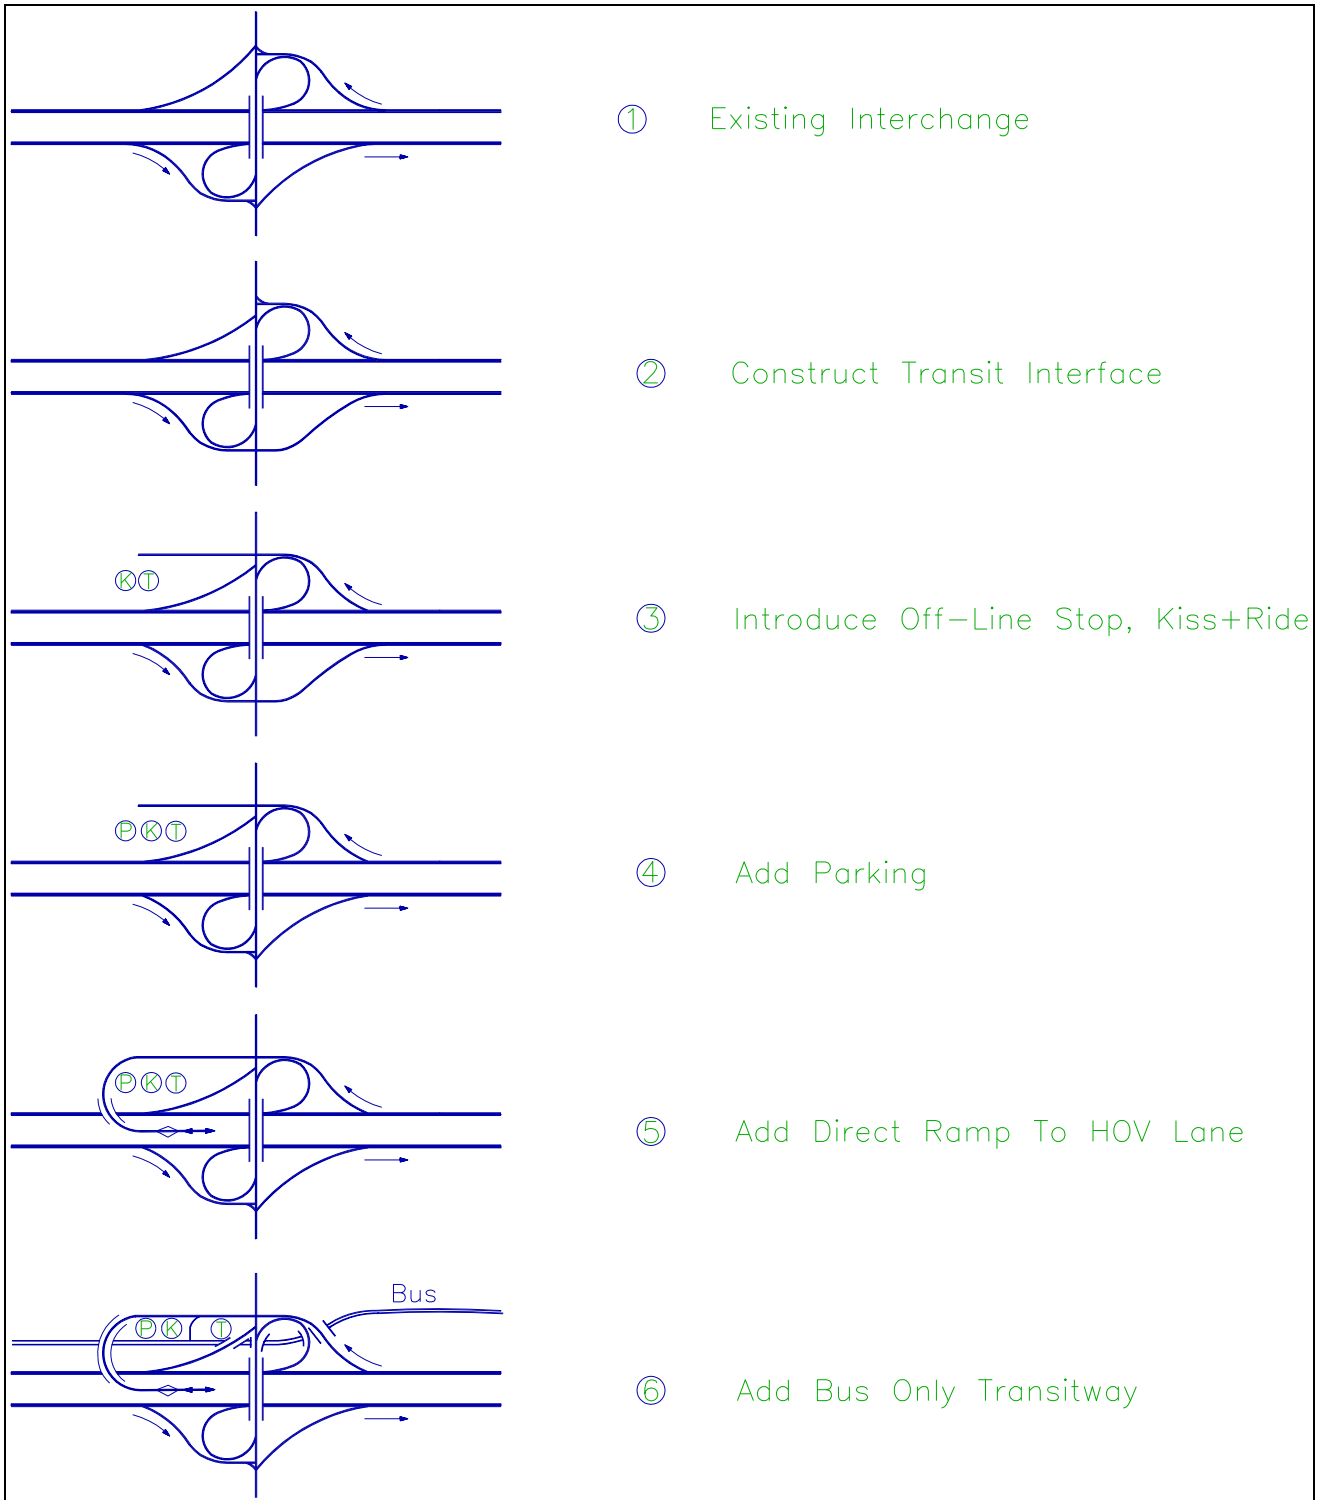 1 Existing Interchange
2 Construct Transit Interface
K T
3 Introduce Off-Line Stop, Kiss+Ride
P K T
4 Add Parking
P K T
5 Add Direct Ramp To HOV Lane
Bus
P K T
6 Add Bus Only Transitway